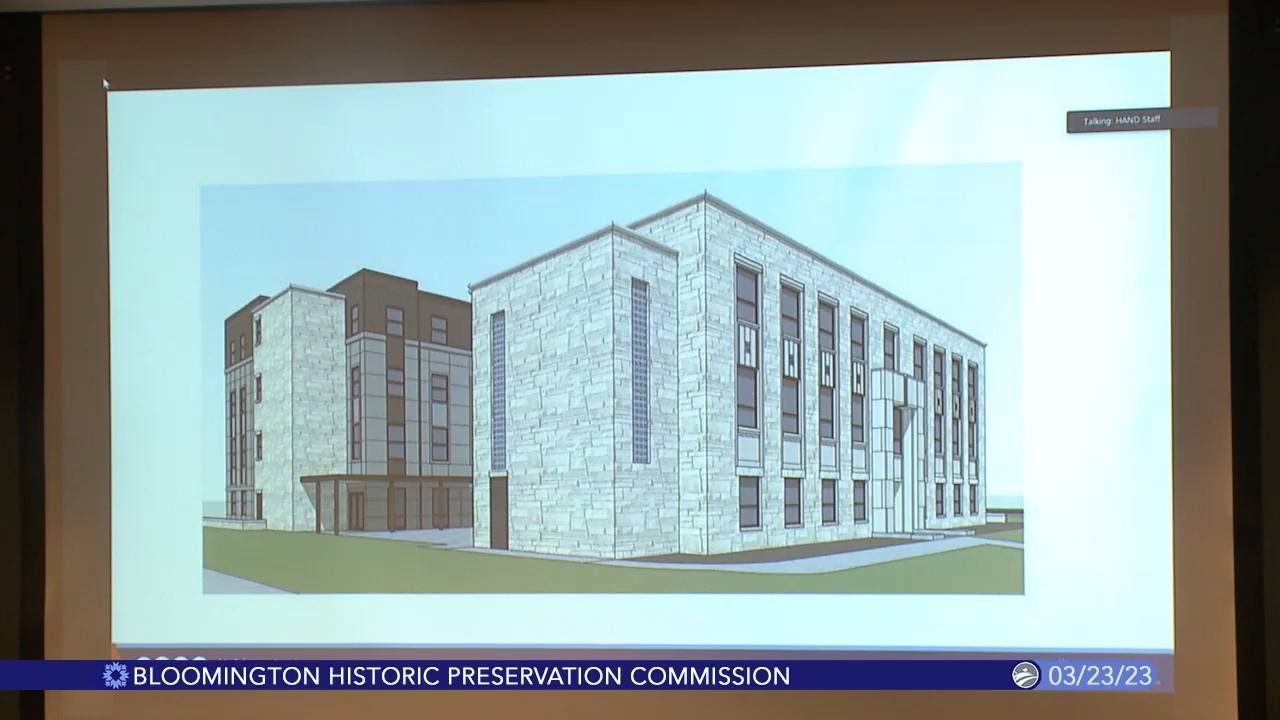 Talking: HAND Staff
BLOOMINGTON HISTORIC PRESERVATION COMMISSION
03/23/23